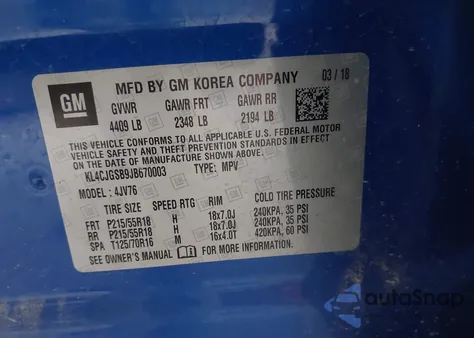 GM
MFD BY GM KOREA COMPANY 03 / 18
GVWR GAWR FRT GAWR RR
4409 LB 2348 LB 2194 LB
THIS VEHICLE CONFORMS TO ALL APPLICABLE U.S. FEDERAL MOTOR
VEHICLE SAFETY AND THEFT PREVENTION STANDARDS IN
EFFECT ON THE DATE OF MANUFACTURE SHOWN ABOVE.
KL4CJGSB9JB670003 TYPE: MPV
MODEL: 4JV76
TIRE SIZE SPEED RTG RIM COLD TIRE PRESSURE
FRT P215/55R18 H 18x7.0J 240KPA, 35 PSI
RR P215/55R18 H 18x7.0J 240KPA, 35 PSI
SPA T125/70R16 M 16x4.0T 420KPA, 60 PSI
SEE OWNER'S MANUAL FOR MORE INFORMATION.
autoSnap